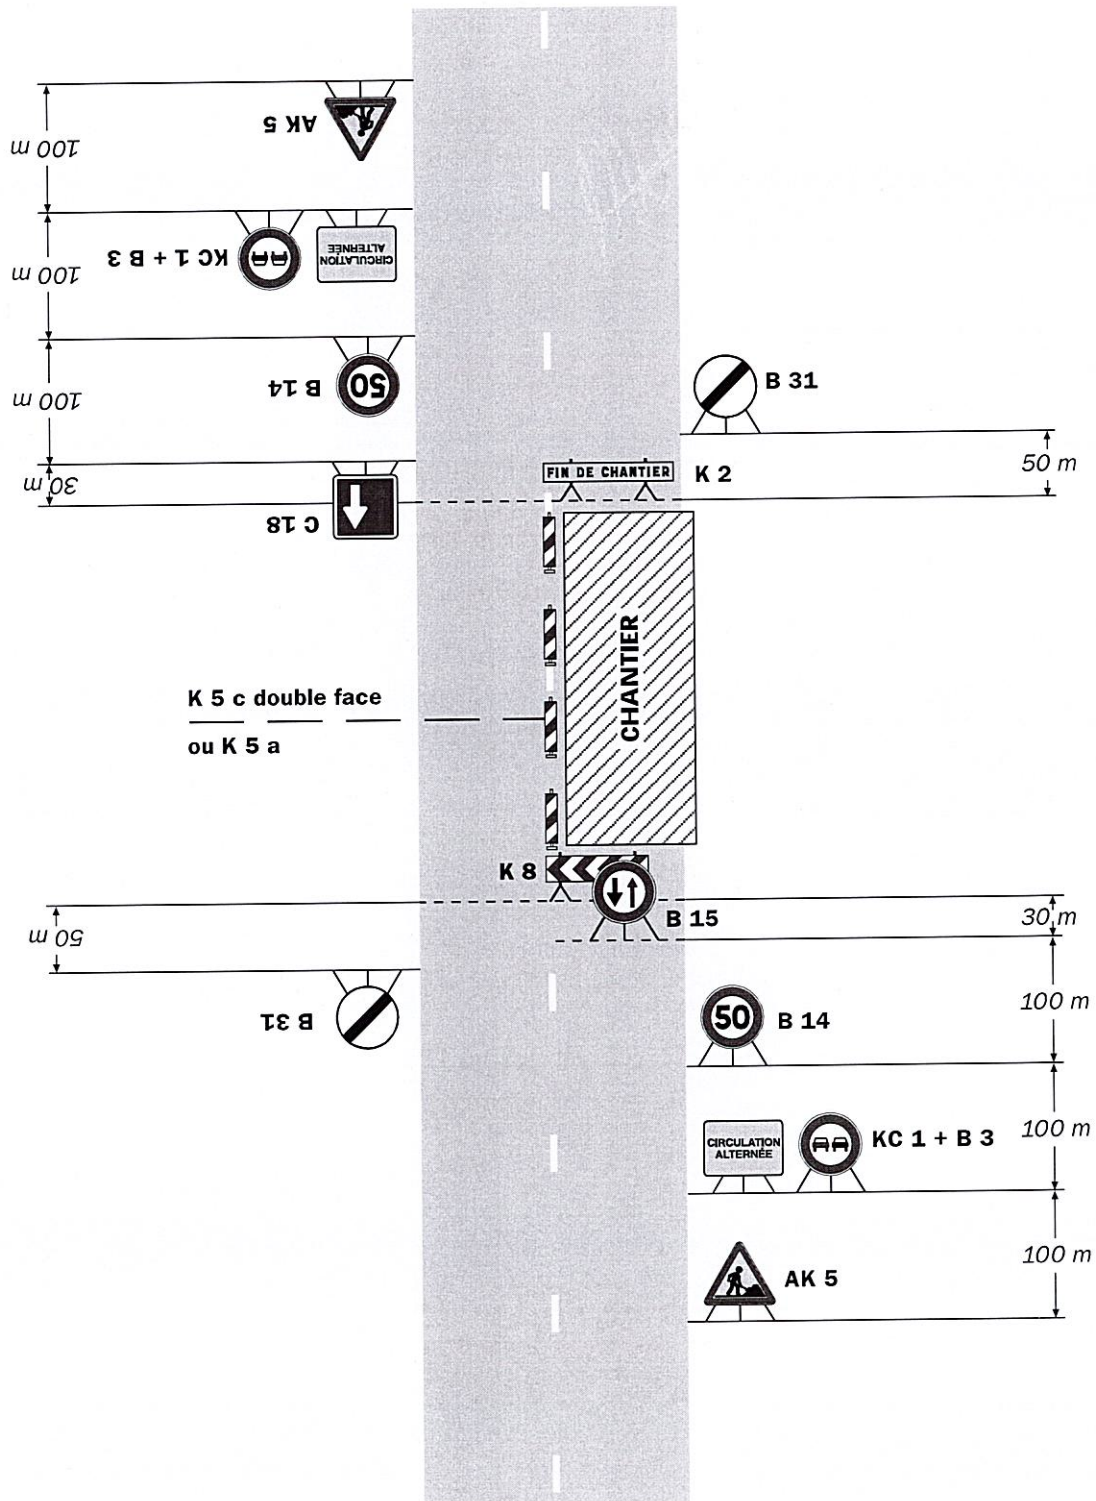 AK 5
100 m
KC 1 + B 3
CIRCULATION
ALTERNÉE
100 m
B 14
50
100 m
B 31
30 m
FIN DE CHANTIER
K 2
50 m
C 18
CHANTIER
K 5 c double face
ou K 5 a
K 8
B 15
30 m
50 m
B 31
50
B 14
100 m
CIRCULATION
ALTERNÉE
KC 1 + B 3
100 m
AK 5
100 m